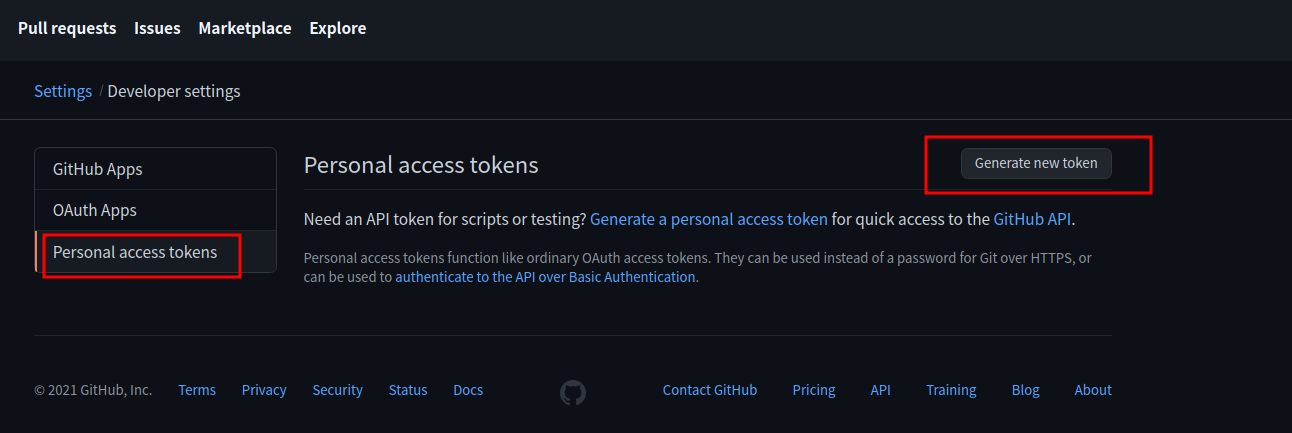 Pull requests Issues Marketplace Explore
Settings / Developer settings
GitHub Apps
OAuth Apps
Personal access tokens
Personal access tokens
Generate new token
Need an API token for scripts or testing? Generate a personal access token for quick access to the GitHub API.
Personal access tokens function like ordinary OAuth access tokens. They can be used instead of a password for Git over HTTPS, or
can be used to authenticate to the API over Basic Authentication.
© 2021 GitHub, Inc. Terms Privacy Security Status Docs Contact GitHub Pricing API Training Blog About